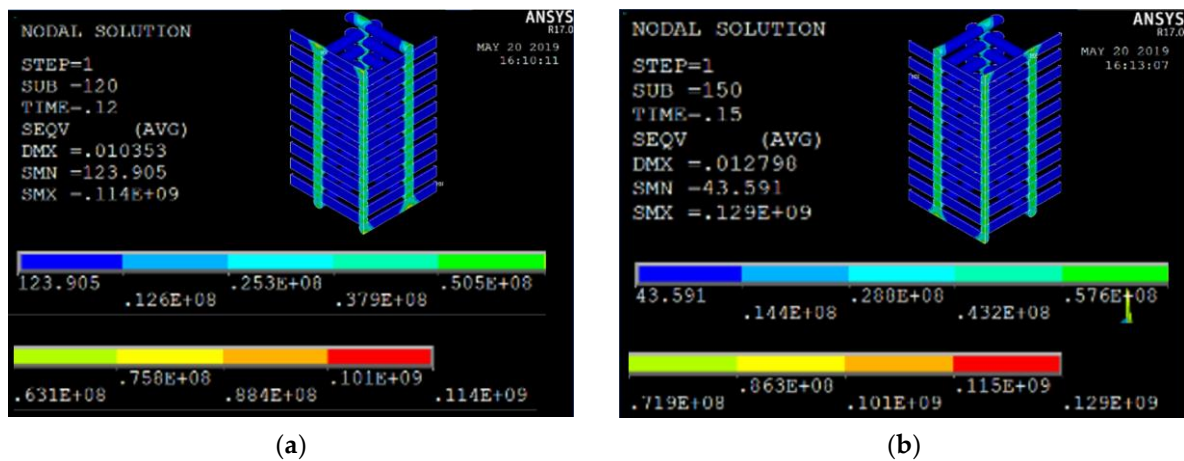 ANSYS
R17.0
NODAL SOLUTION
MAY 20 2019
16:10:11
STEP=1
SUB =120
TIME=.12
SEQV (AVG)
DMX =.010353
SMN =123.905
SMX =.114E+09
123.905
.126E+08
.253E+08
.379E+08
.505E+08
.631E+08
.758E+08
.884E+08
.101E+09
.114E+09
(a)
ANSYS
R17.0
NODAL SOLUTION
MAY 20 2019
16:13:07
STEP=1
SUB =150
TIME=.15
SEQV (AVG)
DMX =.012798
SMN =43.591
SMX =.129E+09
43.591
.144E+08
.288E+08
.432E+08
.576E+08
.719E+08
.863E+08
.101E+09
.115E+09
.129E+09
(b)